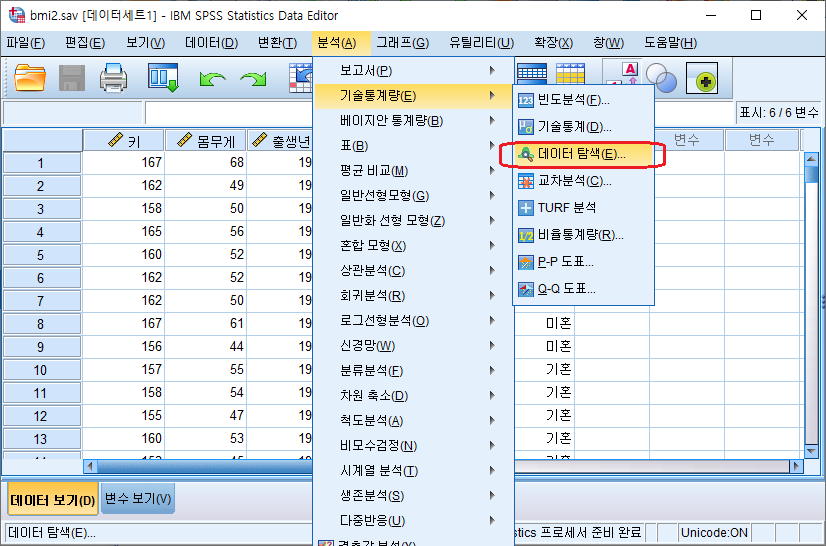 bmi2.sav [데이터세트1] - IBM SPSS Statistics Data Editor
파일(F) 편집(E) 보기(V) 데이터(D) 변환(T) 분석(A) 그래프(G) 유틸리티(U) 확장(X) 창(W) 도움말(H)
표시: 6 / 6 변수
키 몸무게 출생년 변수 변수
1 167 68 19
2 162 49 19
3 158 50 19
4 165 56 19
5 160 52 19
6 162 52 19
7 162 50 19
8 167 61 19 미혼
9 156 44 19 미혼
10 157 55 19 기혼
11 158 54 19 기혼
12 155 47 19 기혼
13 160 53 19 기혼
보고서(P)
기술통계량(E)
베이지안 통계량(B)
표(B)
평균 비교(M)
일반선형모형(G)
일반화 선형 모형(Z)
혼합 모형(X)
상관분석(C)
회귀분석(R)
로그선형분석(O)
신경망(W)
분류분석(F)
차원 축소(D)
척도분석(A)
비모수검정(N)
시계열 분석(T)
생존분석(S)
다중반응(U)
빈도분석(F)...
기술통계(D)...
데이터 탐색(E)...
교차분석(C)...
TURF 분석
비율통계량(R)...
P-P 도표...
Q-Q 도표...
데이터 보기(D) 변수 보기(V)
데이터 탐색(E)... stics 프로세서 준비 완료 Unicode:ON